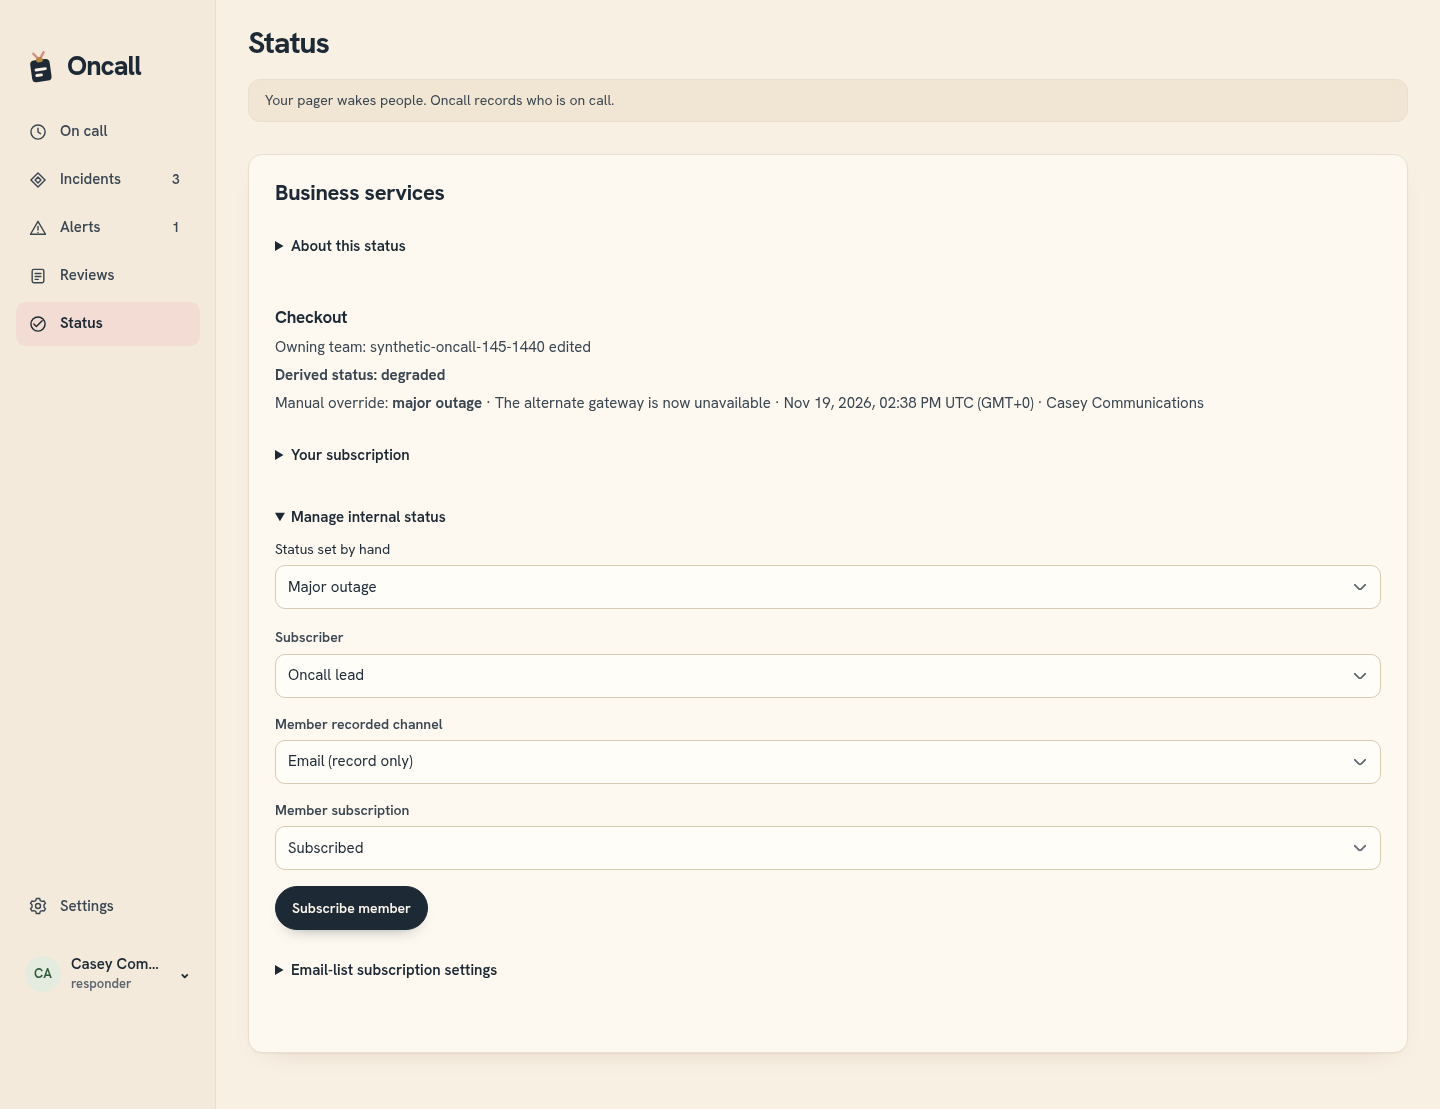 Oncall
On call
Incidents 3
Alerts 1
Reviews
Status
Settings
CA
Casey Com...
responder
Status
Your pager wakes people. Oncall records who is on call.
Business services
About this status
Checkout
Owning team: synthetic-oncall-145-1440 edited
Derived status: degraded
Manual override: major outage · The alternate gateway is now unavailable · Nov 19, 2026, 02:38 PM UTC (GMT+0) · Casey Communications
Your subscription
Manage internal status
Status set by hand
Major outage
Subscriber
Oncall lead
Member recorded channel
Email (record only)
Member subscription
Subscribed
Subscribe member
Email-list subscription settings